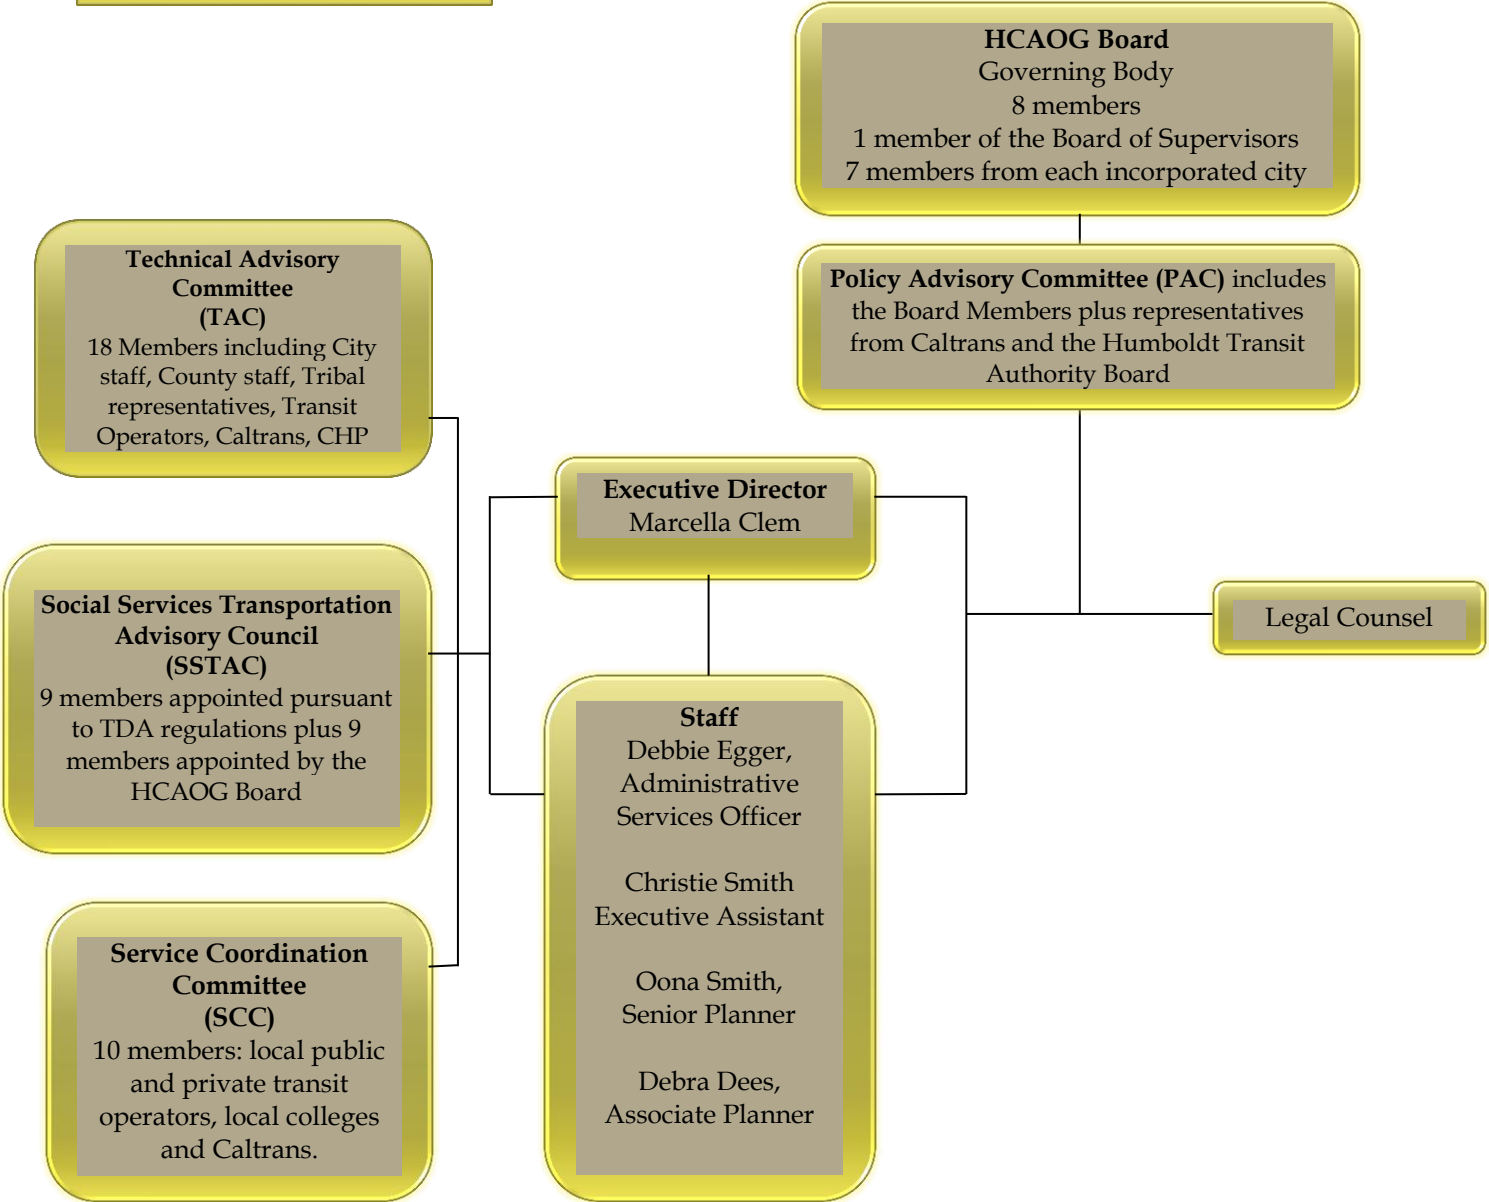 HCAOG Board
Governing Body
8 members
1 member of the Board of Supervisors
7 members from each incorporated city
Policy Advisory Committee (PAC) includes
the Board Members plus representatives
from Caltrans and the Humboldt Transit
Authority Board
Technical Advisory
Committee
(TAC)
18 Members including City
staff, County staff, Tribal
representatives, Transit
Operators, Caltrans, CHP
Executive Director
Marcella Clem
Legal Counsel
Social Services Transportation
Advisory Council
(SSTAC)
9 members appointed pursuant
to TDA regulations plus 9
members appointed by the
HCAOG Board
Staff
Debbie Egger,
Administrative
Services Officer
Christie Smith
Executive Assistant
Oona Smith,
Senior Planner
Debra Dees,
Associate Planner
Service Coordination
Committee
(SCC)
10 members: local public
and private transit
operators, local colleges
and Caltrans.